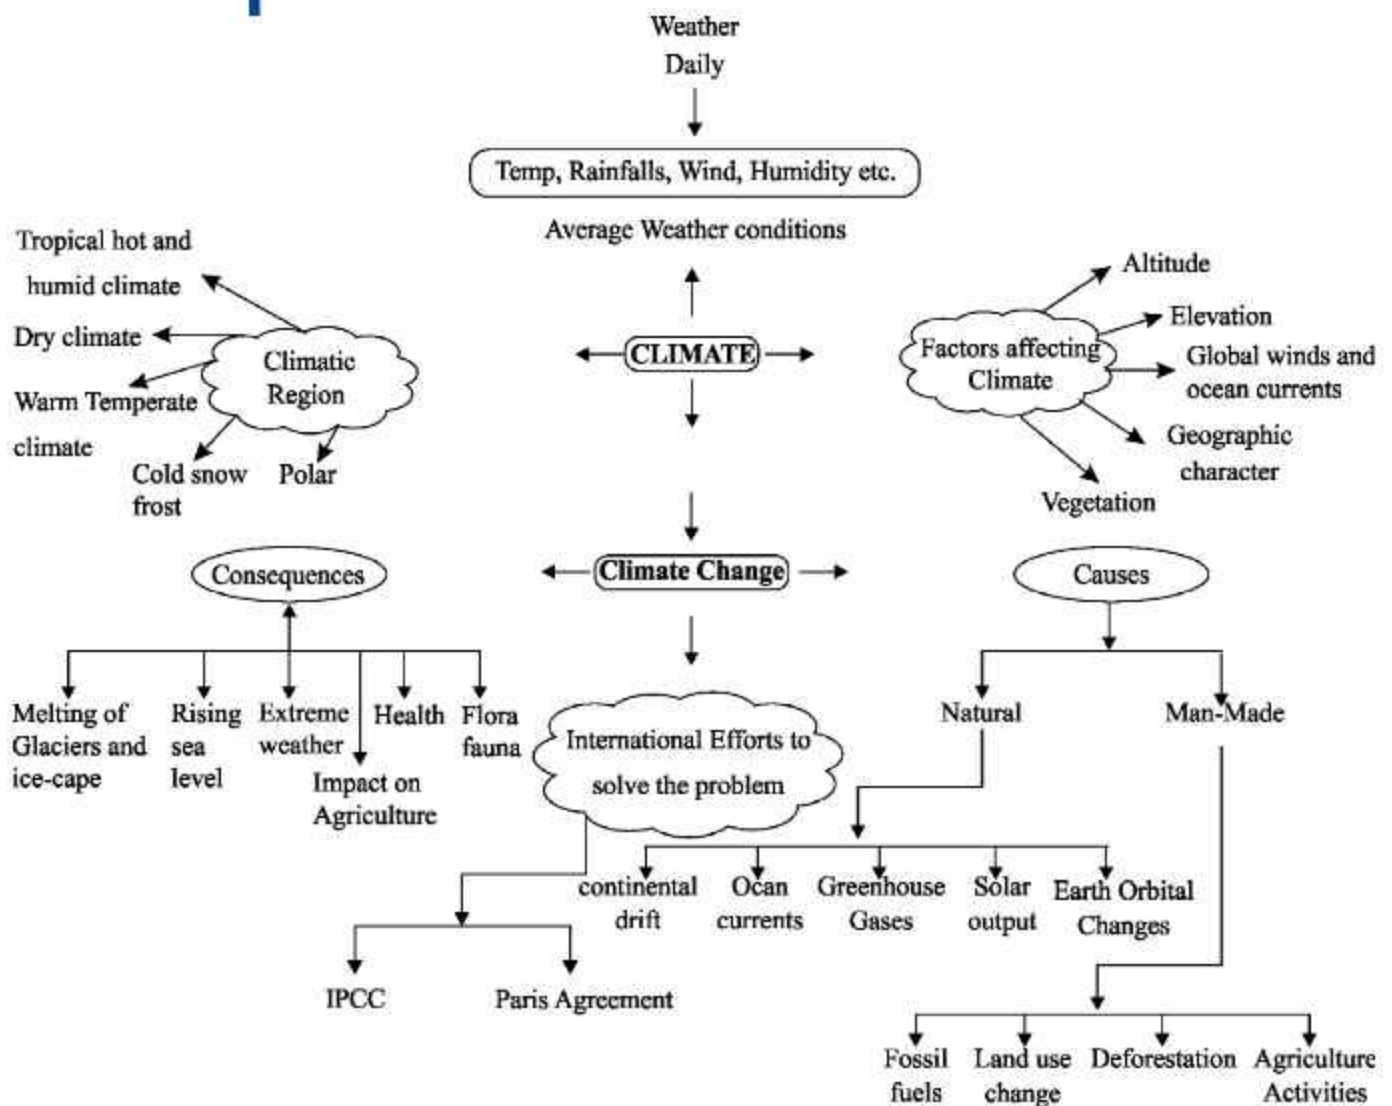 Weather
Daily
Temp, Rainfalls, Wind, Humidity etc.
Average Weather conditions
Tropical hot and
humid climate
Dry climate
Warm Temperate
climate
Cold snow
frost
Polar
Climatic
Region
CLIMATE
Factors affecting
Climate
Altitude
Elevation
Global winds and
ocean currents
Geographic
character
Vegetation
Consequences
Climate Change
Causes
Melting of
Glaciers and
ice-cape
Rising
sea
level
Extreme
weather
Impact on
Agriculture
Health
Flora
fauna
International Efforts to
solve the problem
Natural
Man-Made
continental
drift
Ocan
currents
Greenhouse
Gases
Solar
output
Earth Orbital
Changes
IPCC
Paris Agreement
Fossil
fuels
Land use
change
Deforestation
Agriculture
Activities